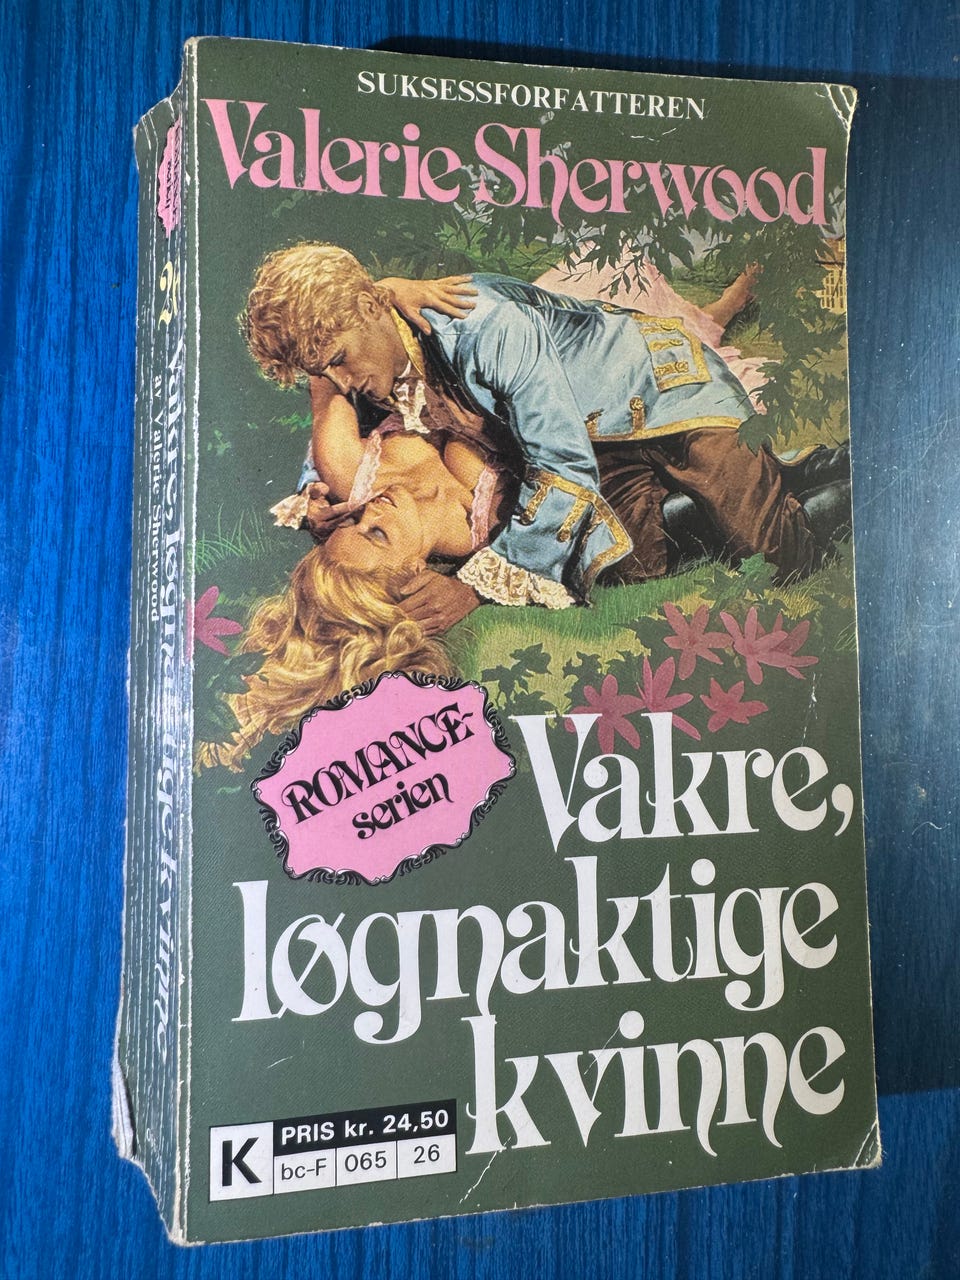 SUKSESSFORFATTEREN
Valerie Sherwood
ROMANCE-
serien
Vakre,
løgnaktige
kvinne
K
PRIS kr. 24,50
bc-F 065 26
Vakre, løgnaktige kvinne
av Valerie Sherwood